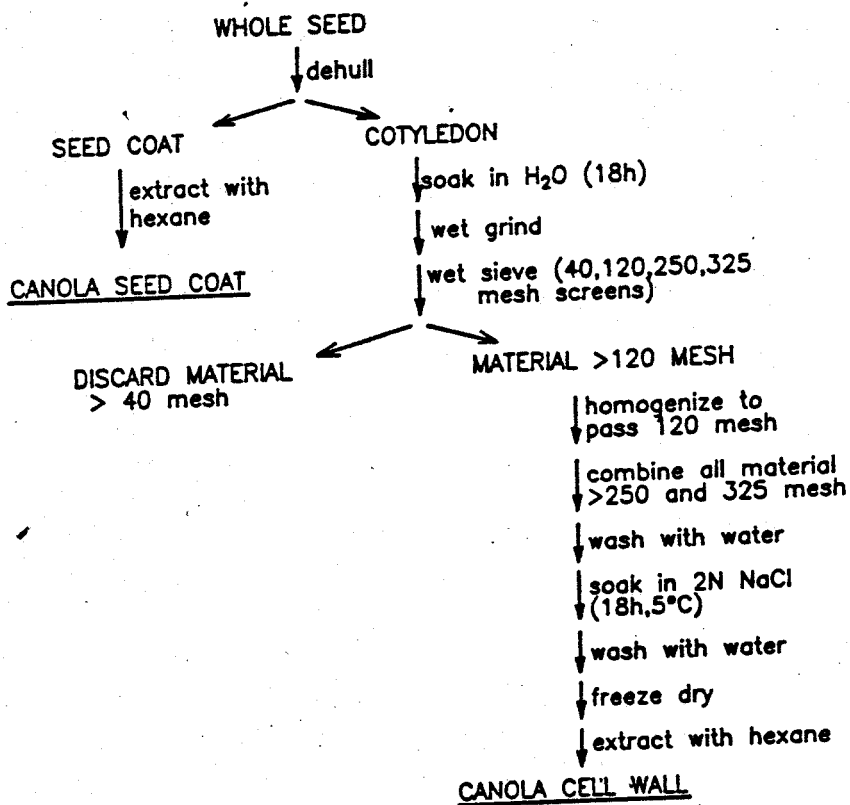 WHOLE SEED
dehull
SEED COAT
COTYLEDON
extract with
hexane
soak in H₂O (18h)
wet grind
CANOLA SEED COAT
wet sieve (40,120,250,325
mesh screens)
DISCARD MATERIAL
> 40 mesh
MATERIAL >120 MESH
homogenize to
pass 120 mesh
combine all material
>250 and 325 mesh
wash with water
soak in 2N NaCl
(18h,5°C)
wash with water
freeze dry
extract with hexane
CANOLA CELL WALL